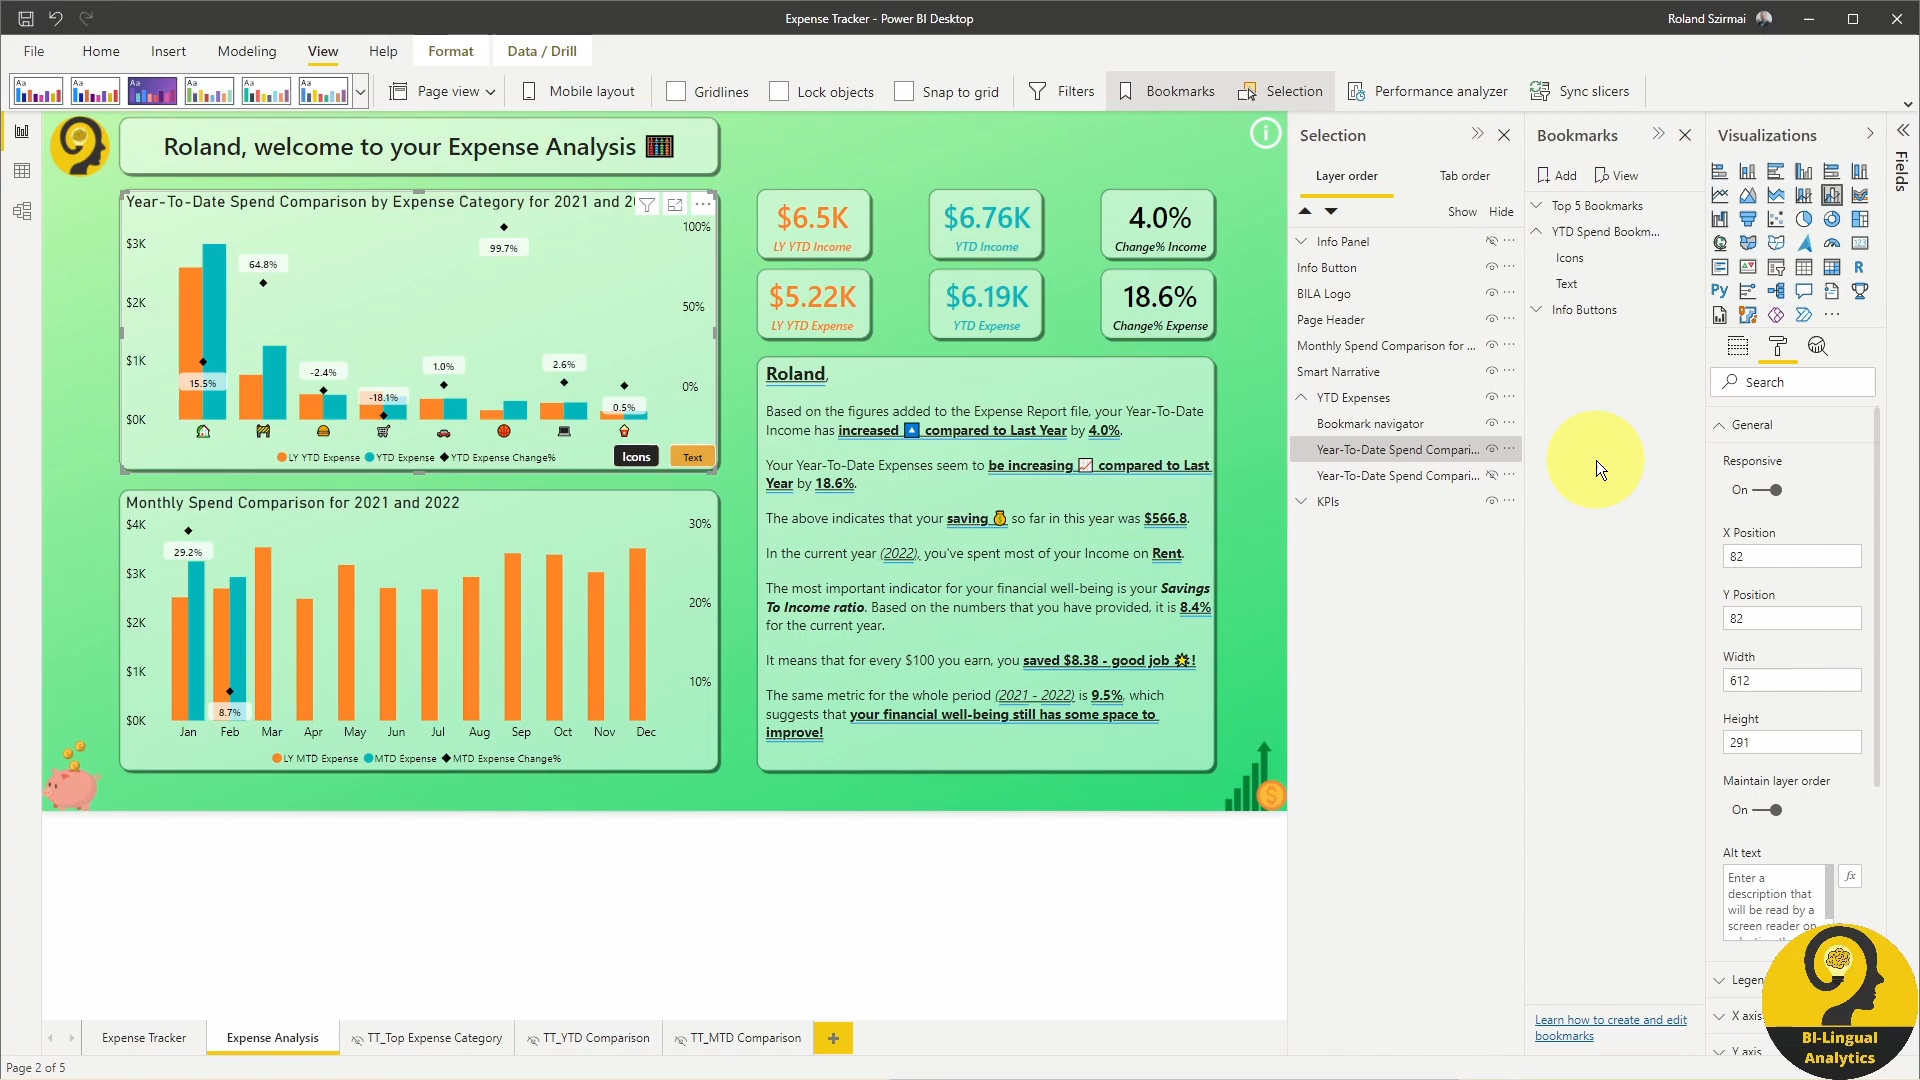 Expense Tracker - Power BI Desktop
Roland Szirmai
File
Home
Insert
Modeling
View
Help
Format
Data / Drill
Aa
Aa
Aa
Aa
Aa
Aa
Page view
Mobile layout
Gridlines
Lock objects
Snap to grid
Filters
Bookmarks
Selection
Performance analyzer
Sync slicers
Roland, welcome to your Expense Analysis
Year-To-Date Spend Comparison by Expense Category for 2021 and
$3K
$2K
$1K
$0K
100%
50%
0%
15.5%
64.8%
-2.4%
-18.1%
1.0%
99.7%
2.6%
0.5%
LY YTD Expense
YTD Expense
YTD Expense Change%
Icons
Text
Monthly Spend Comparison for 2021 and 2022
$4K
$3K
$2K
$1K
$0K
30%
20%
10%
29.2%
8.7%
Jan
Feb
Mar
Apr
May
Jun
Jul
Aug
Sep
Oct
Nov
Dec
LY MTD Expense
MTD Expense
MTD Expense Change%
$6.5K
LY YTD Income
$6.76K
YTD Income
4.0%
Change% Income
$5.22K
LY YTD Expense
$6.19K
YTD Expense
18.6%
Change% Expense
Roland,
Based on the figures added to the Expense Report file, your Year-To-Date
Income has increased compared to Last Year by 4.0%.
Your Year-To-Date Expenses seem to be increasing compared to Last
Year by 18.6%.
The above indicates that your saving so far in this year was $566.8.
In the current year (2022), you've spent most of your Income on Rent.
The most important indicator for your financial well-being is your Savings
To Income ratio. Based on the numbers that you have provided, it is 8.4%
for the current year.
It means that for every $100 you earn, you saved $8.38 - good job !
The same metric for the whole period (2021 - 2022) is 9.5%, which
suggests that your financial well-being still has some space to
improve!
Selection
Layer order
Tab order
Show
Hide
Info Panel
Info Button
BILA Logo
Page Header
Monthly Spend Comparison for ...
Smart Narrative
YTD Expenses
Bookmark navigator
Year-To-Date Spend Compari...
Year-To-Date Spend Compari...
KPIs
Bookmarks
Add
View
Top 5 Bookmarks
YTD Spend Bookm...
Icons
Text
Info Buttons
Learn how to create and edit
bookmarks
Visualizations
123
R
Py
Search
General
Responsive
On
X Position
82
Y Position
82
Width
612
Height
291
Maintain layer order
On
Alt text
Enter a
description that
will be read by a
screen reader on
fx
Legen
X axis
Y axis
Fields
BI-Lingual
Analytics
Expense Tracker
Expense Analysis
TT_Top Expense Category
TT_YTD Comparison
TT_MTD Comparison
Page 2 of 5